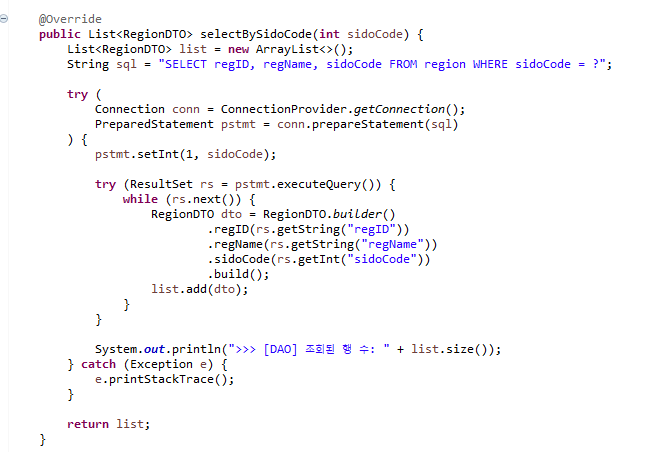 @Override
public List<RegionDTO> selectBySidoCode(int sidoCode) {
    List<RegionDTO> list = new ArrayList<>();
    String sql = "SELECT regID, regName, sidoCode FROM region WHERE sidoCode = ?";

    try (
        Connection conn = ConnectionProvider.getConnection();
        PreparedStatement pstmt = conn.prepareStatement(sql)
    ) {
        pstmt.setInt(1, sidoCode);

        try (ResultSet rs = pstmt.executeQuery()) {
            while (rs.next()) {
                RegionDTO dto = RegionDTO.builder()
                        .regID(rs.getString("regID"))
                        .regName(rs.getString("regName"))
                        .sidoCode(rs.getInt("sidoCode"))
                        .build();
                list.add(dto);
            }
        }

        System.out.println(">>> [DAO] 조회된 행 수: " + list.size());
    } catch (Exception e) {
        e.printStackTrace();
    }

    return list;
}